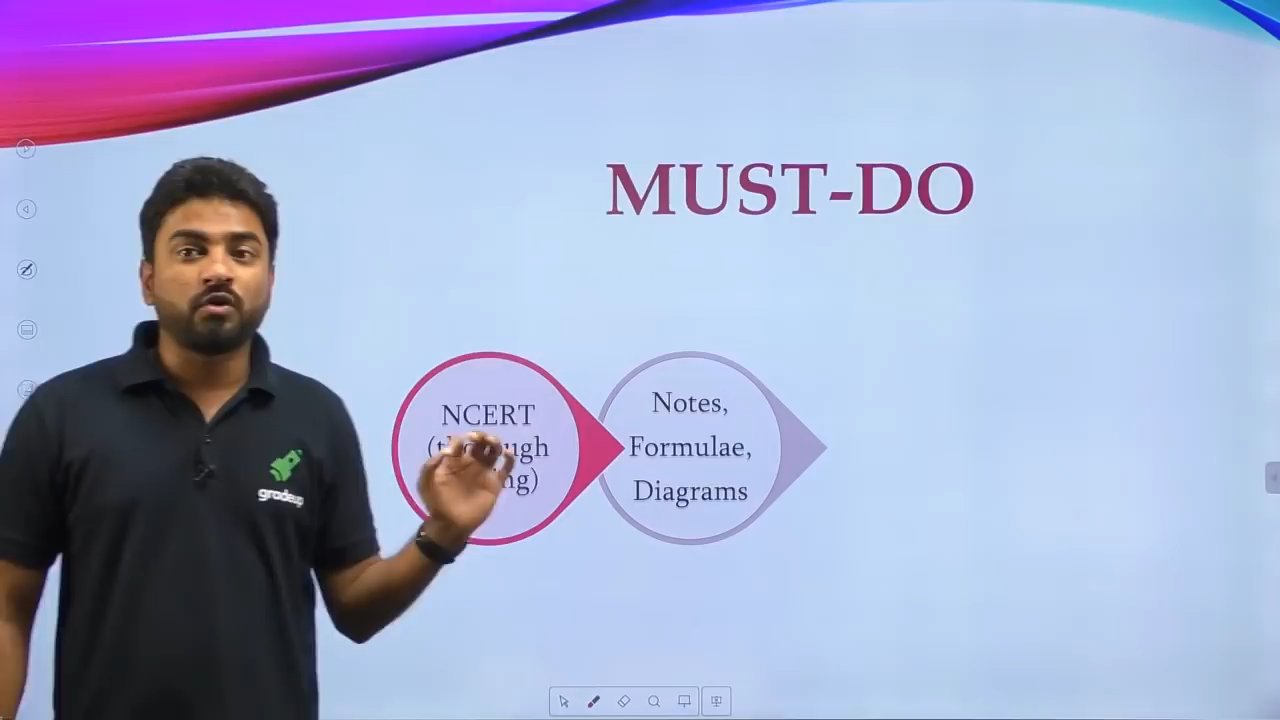 MUST-DO
NCERT
Notes,
Formulae,
Diagrams
gradeup